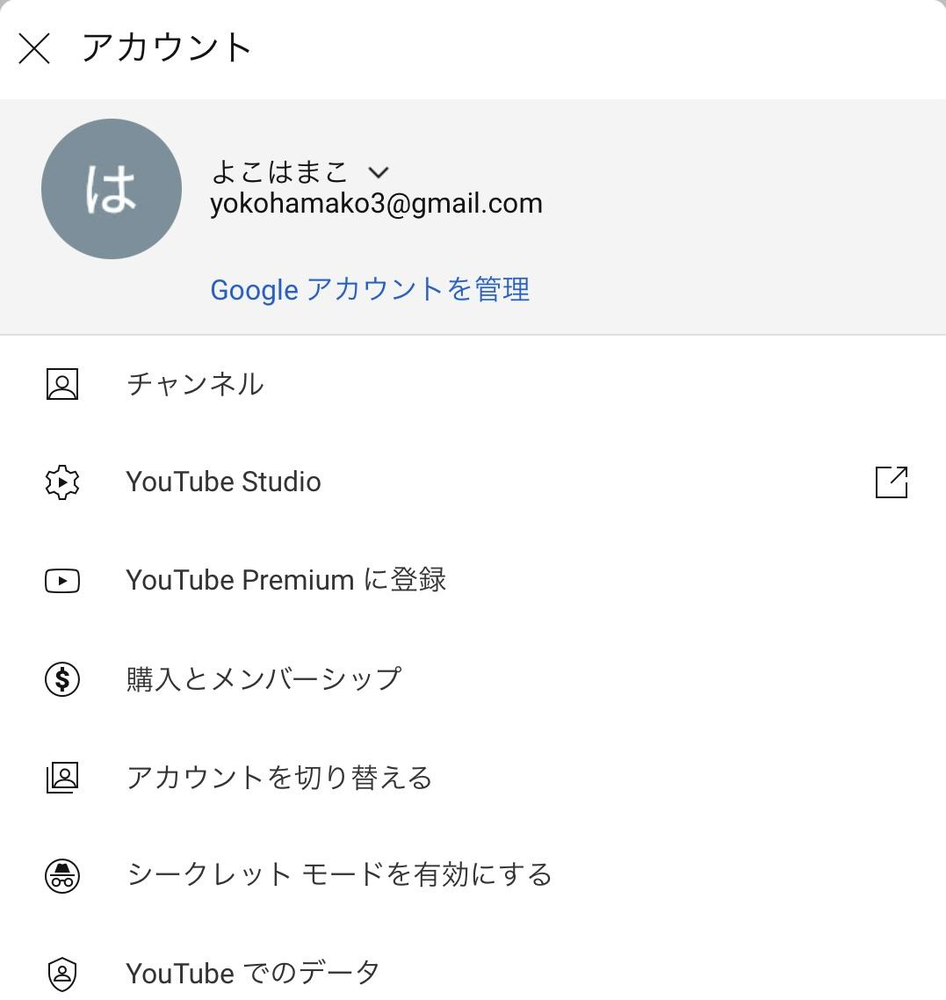 アカウント
は
よこはまこ
yokohamako3@gmail.com
Google アカウントを管理
チャンネル
YouTube Studio
YouTube Premium に登録
購入とメンバーシップ
アカウントを切り替える
シークレット モードを有効にする
YouTube でのデータ